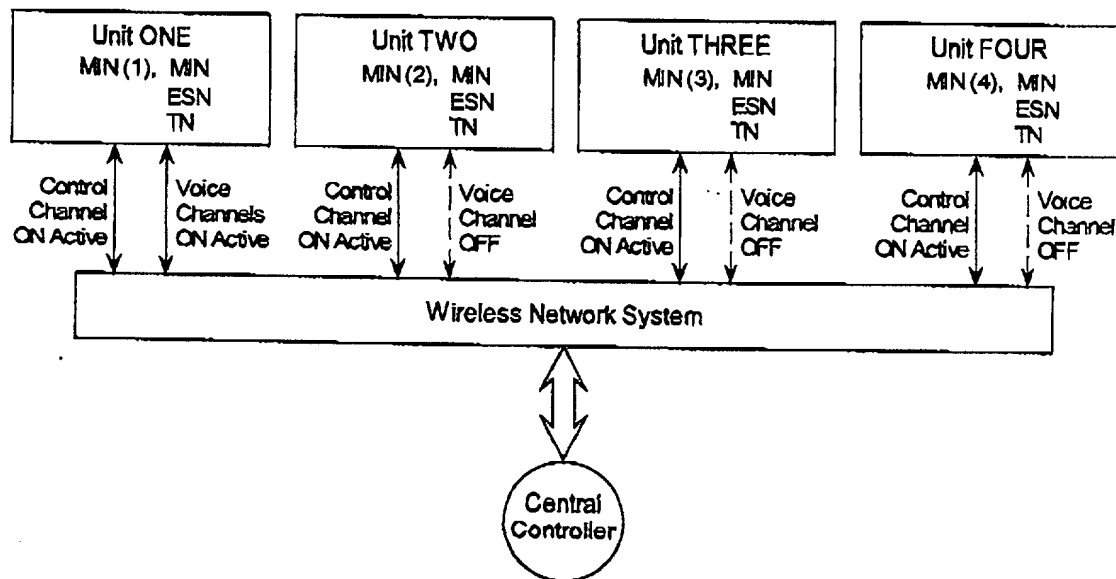 Unit ONE
MIN (1), MIN
ESN
TN
Unit TWO
MIN (2), MIN
ESN
TN
Unit THREE
MIN (3), MIN
ESN
TN
Unit FOUR
MIN (4), MIN
ESN
TN
Control
Channel
ON Active
Voice
Channels
ON Active
Control
Channel
ON Active
Voice
Channel
OFF
Control
Channel
ON Active
Voice
Channel
OFF
Control
Channel
ON Active
Voice
Channel
OFF
Wireless Network System
Central
Controller